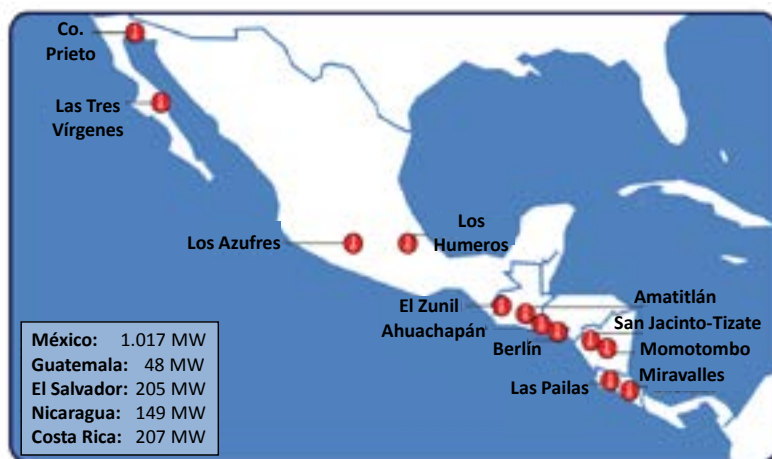 Co.
Prieto
Las Tres
Vírgenes
Los Azufres
Los
Humeros
El Zunil
Amatitlán
Ahuachapán
San Jacinto-Tizate
Berlín
Momotombo
Las Pailas
Miravalles
México: 1.017 MW
Guatemala: 48 MW
El Salvador: 205 MW
Nicaragua: 149 MW
Costa Rica: 207 MW